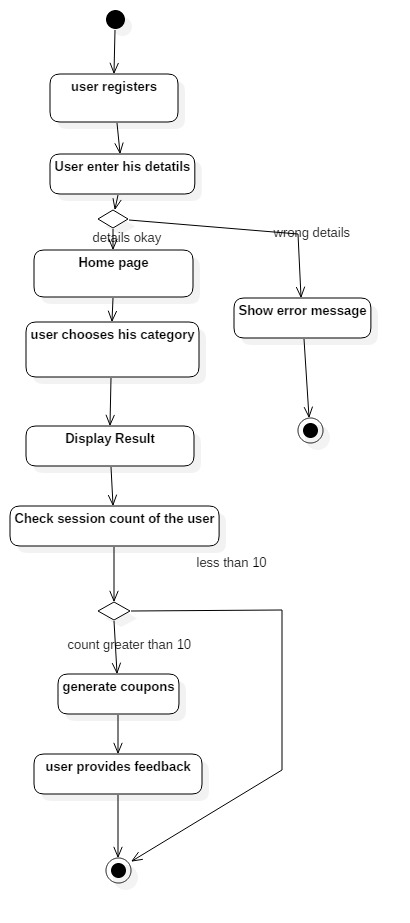 user registers
User enter his detatils
details okay
wrong details
Home page
Show error message
user chooses his category
Display Result
Check session count of the user
less than 10
count greater than 10
generate coupons
user provides feedback